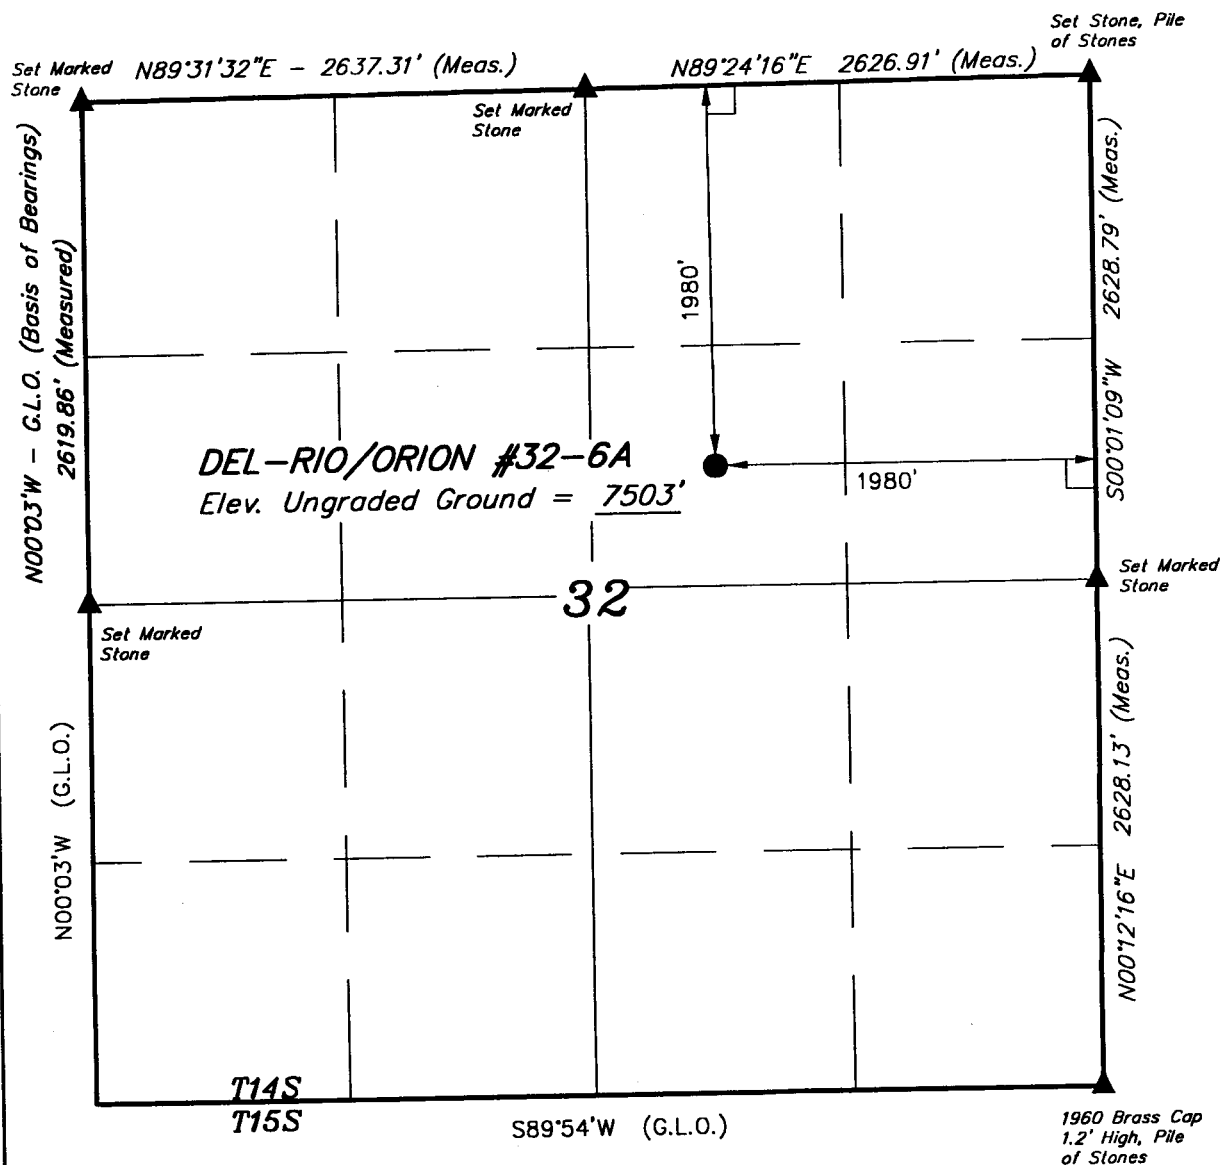 Set Stone, Pile
of Stones
Set Marked
Stone
N89°31'32"E - 2637.31' (Meas.)
N89°24'16"E 2626.91' (Meas.)
Set Marked
Stone
N00°03'W - G.L.O. (Basis of Bearings)
2619.86' (Measured)
1980'
S00°01'09"W 2628.79' (Meas.)
DEL-RIO/ORION #32-6A
Elev. Ungraded Ground = 7503'
1980'
Set Marked
Stone
32
Set Marked
Stone
N00°03'W (G.L.O.)
N00°12'16"E 2628.13' (Meas.)
T14S
T15S
S89°54'W (G.L.O.)
1960 Brass Cap
1.2' High, Pile
of Stones